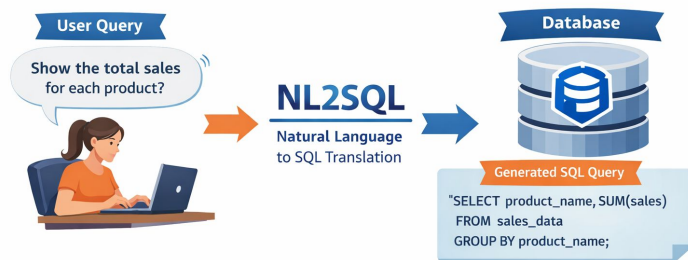 User Query
Show the total sales
for each product?
NL2SQL
Natural Language
to SQL Translation
Database
Generated SQL Query
"SELECT product_name, SUM(sales)
FROM sales_data
GROUP BY product_name;